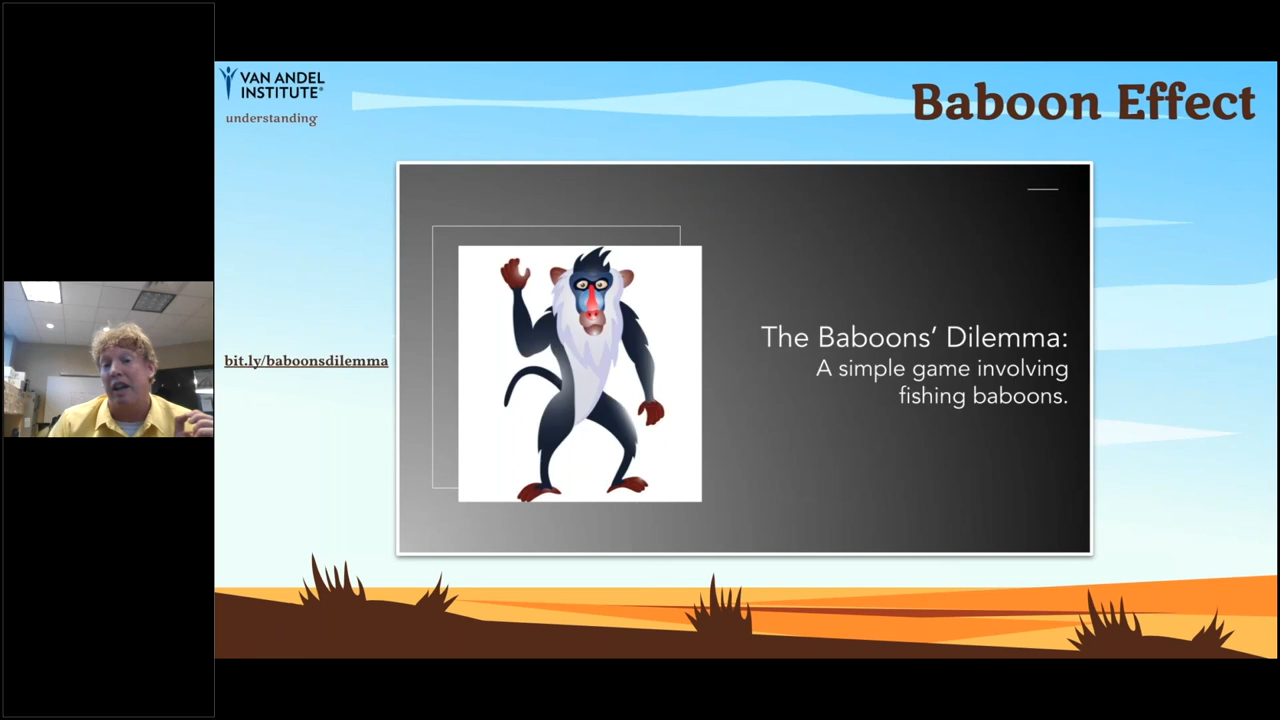 VAN ANDEL
INSTITUTE®
understanding
Baboon Effect
bit.ly/baboonsdilemma
The Baboons’ Dilemma:
A simple game involving
fishing baboons.